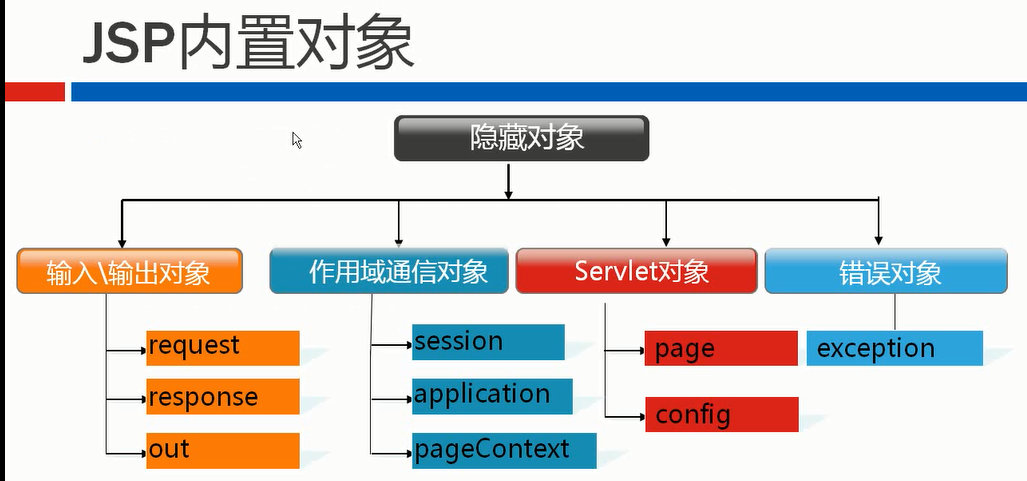 JSP内置对象
隐藏对象
输入\输出对象
作用域通信对象
Servlet对象
错误对象
request
response
out
session
application
pageContext
page
config
exception